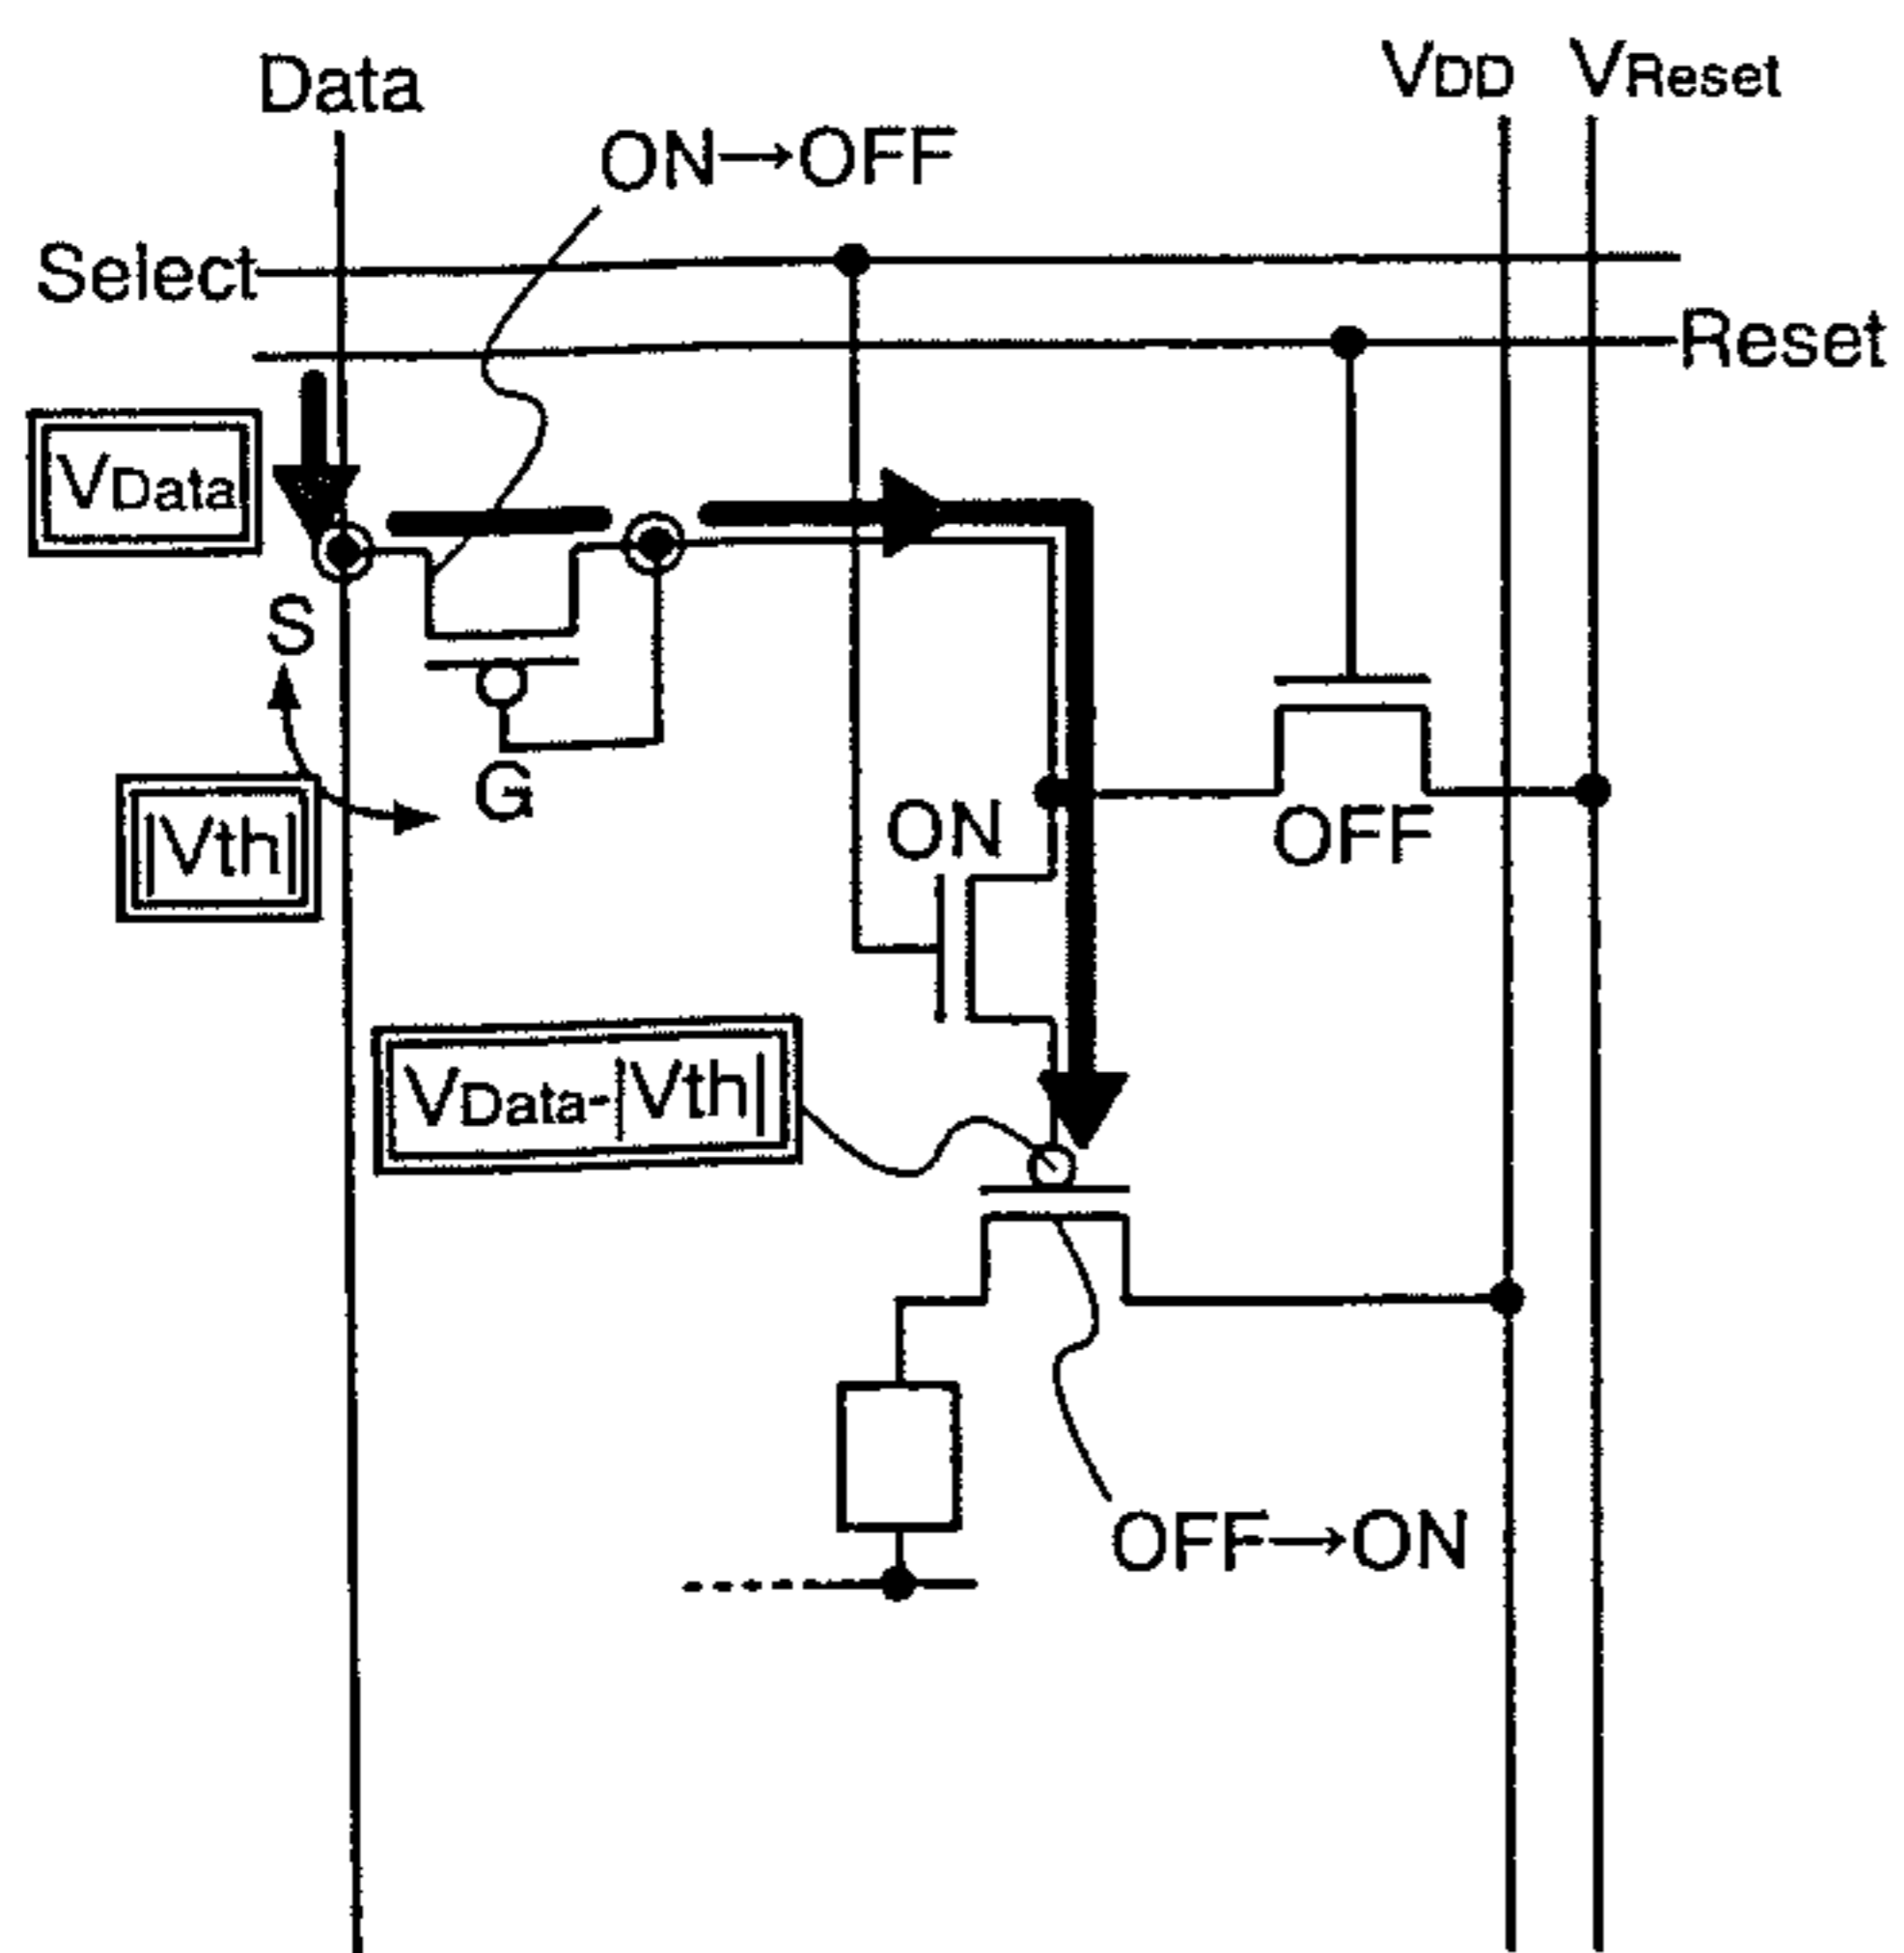 Data
VDD
VReset
ON→OFF
Select
Reset
VData
S
G
|Vth|
ON
OFF
VData-|Vth|
OFF→ON